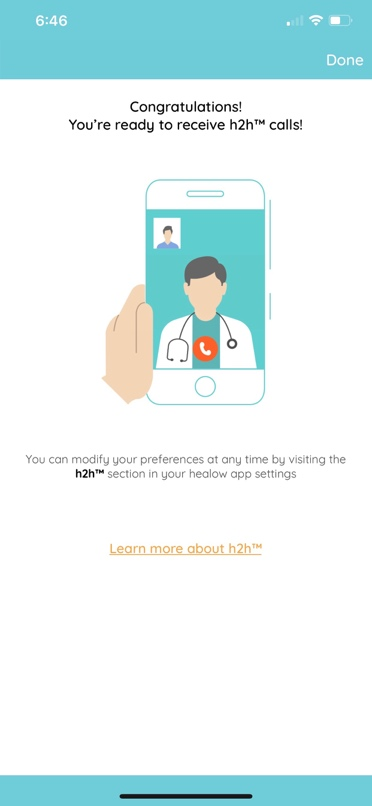 6:46
Done
Congratulations!
You're ready to receive h2h™ calls!
You can modify your preferences at any time by visiting the
h2h™ section in your healow app settings
Learn more about h2h™